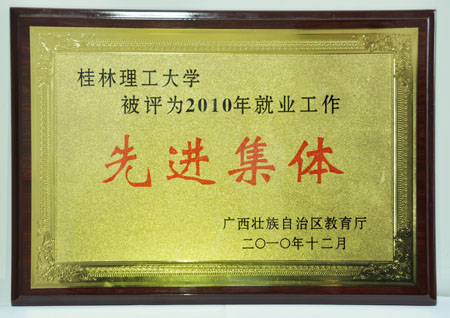 桂林理工大学
被评为2010年就业工作
先进集体
广西壮族自治区教育厅
二〇一〇年十二月